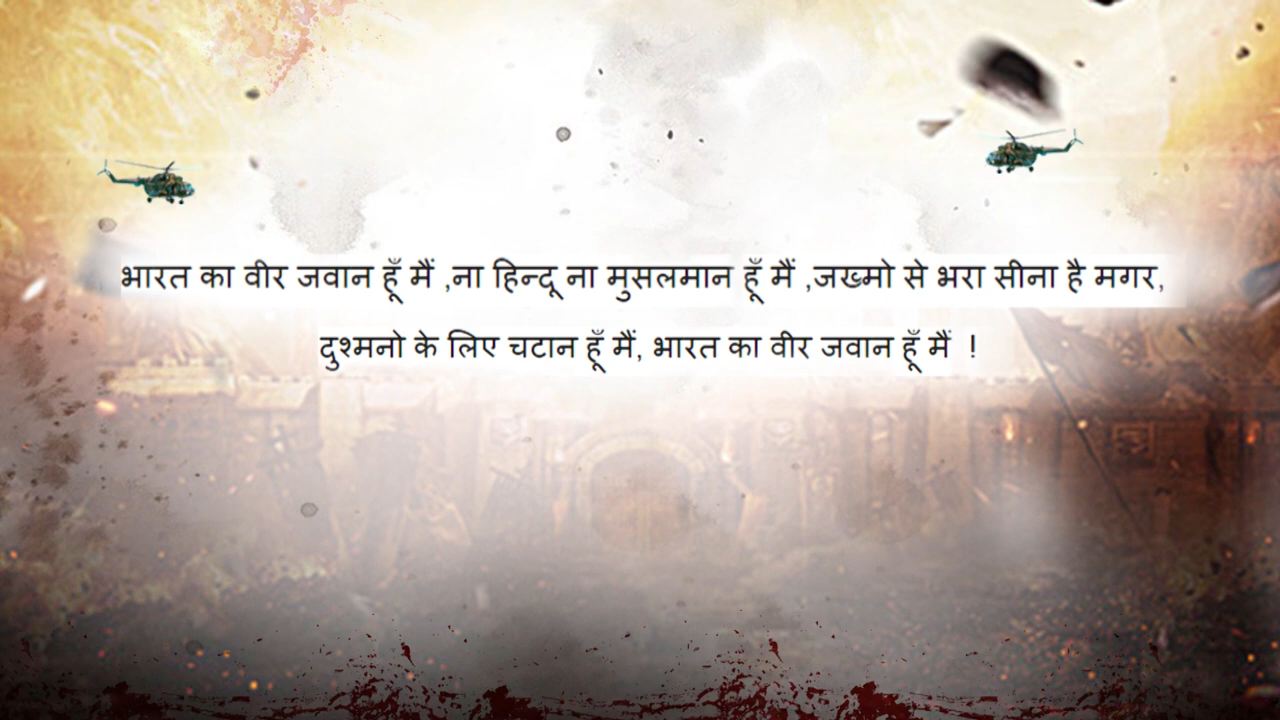 भारत का वीर जवान हूँ मैं ,ना हिन्दू ना मुसलमान हूँ मैं ,जख्मो से भरा सीना है मगर,
दुश्मनो के लिए चटान हूँ मैं, भारत का वीर जवान हूँ मैं  !